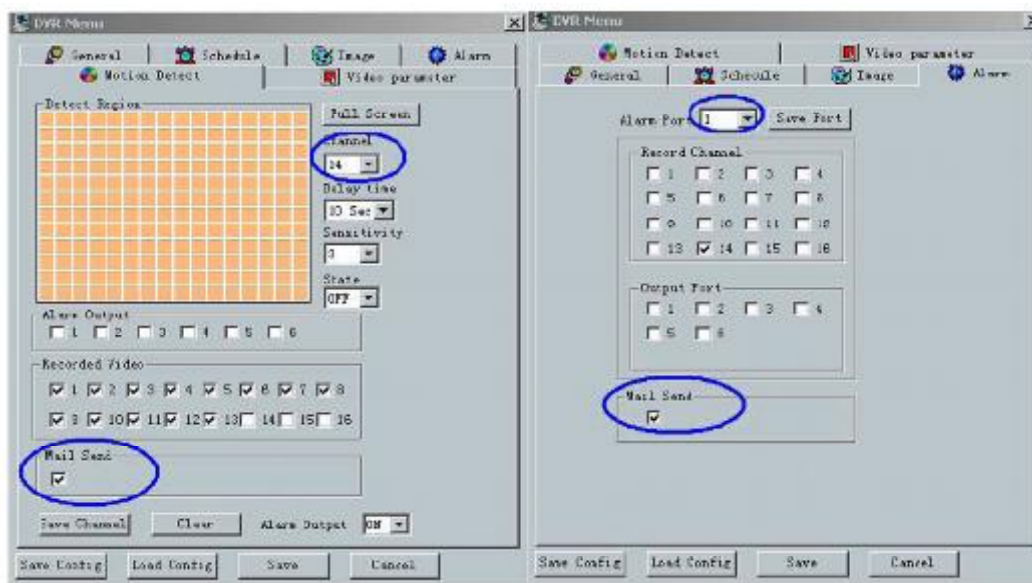 DVR Menu
General Schedule Image Alarm
Motion Detect Video parameter
Detect Region
Full Screen
Channel
14
Delay time
10 Sec
Sensitivity
3
State
OFF
Alarm Output
1 2 3 4 5 6
Recorded Video
1 2 3 4 5 6 7 8
9 10 11 12 13 14 15 16
Mail Send
Save Channel Clear Alarm Output ON
Save Config Load Config Save Cancel
DVR Menu
Motion Detect Video parameter
General Schedule Image Alarm
Alarm Port 1 Save Port
Record Channel
1 2 3 4
5 6 7 8
9 10 11 12
13 14 15 16
Output Port
1 2 3 4
5 6
Mail Send
Save Config Load Config Save Cancel